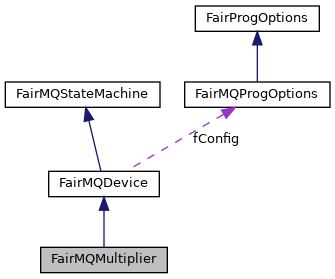 FairProgOptions
FairMQStateMachine
FairMQProgOptions
fConfig
FairMQDevice
FairMQMultiplier